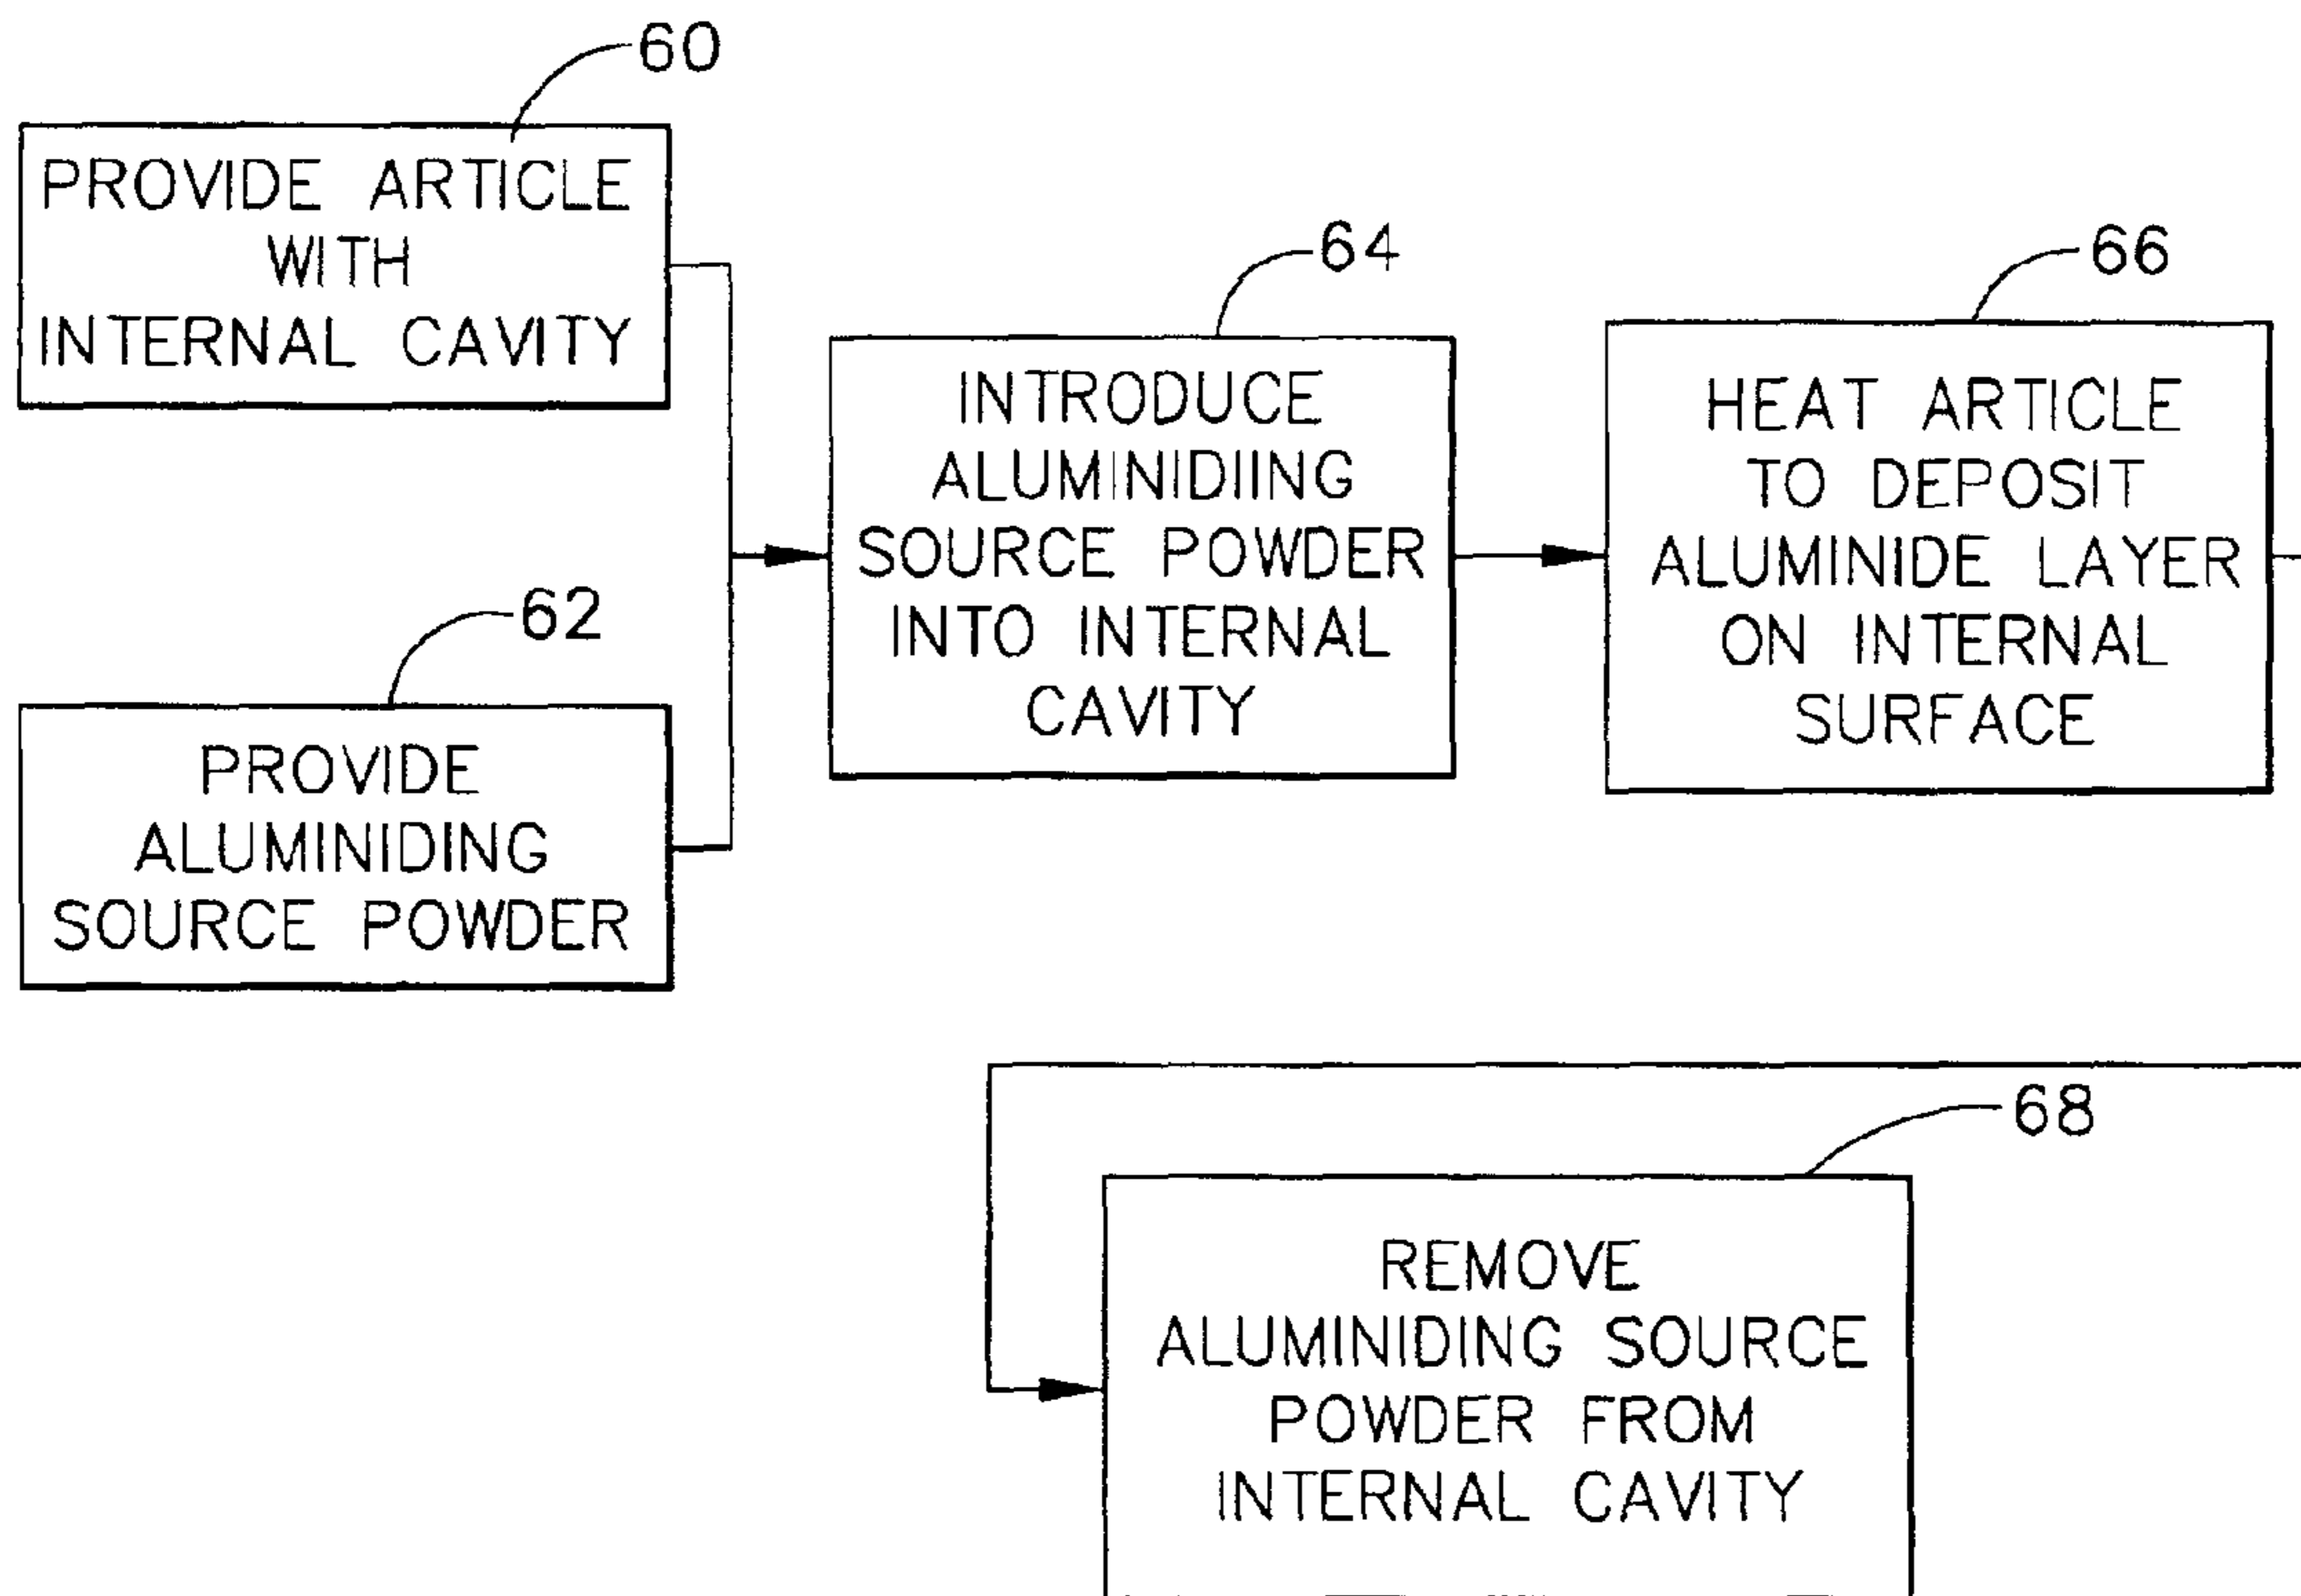 60
PROVIDE ARTICLE
WITH
INTERNAL CAVITY
62
PROVIDE
ALUMINIDING
SOURCE POWDER
64
INTRODUCE
ALUMINIDIING
SOURCE POWDER
INTO INTERNAL
CAVITY
66
HEAT ARTICLE
TO DEPOSIT
ALUMINIDE LAYER
ON INTERNAL
SURFACE
68
REMOVE
ALUMINIDING SOURCE
POWDER FROM
INTERNAL CAVITY